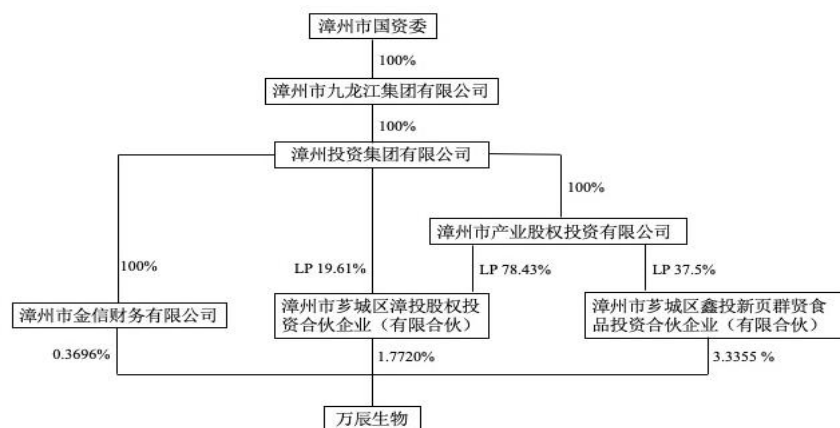 漳州市国资委
100%
漳州市九龙江集团有限公司
100%
漳州投资集团有限公司
100%
漳州市产业股权投资有限公司
100%
LP 19.61%
LP 78.43%
LP 37.5%
漳州市金信财务有限公司
漳州市芗城区漳投股权投
资合伙企业（有限合伙）
漳州市芗城区鑫投新页群贤食
品投资合伙企业（有限合伙）
0.3696%
1.7720%
3.3355 %
万辰生物